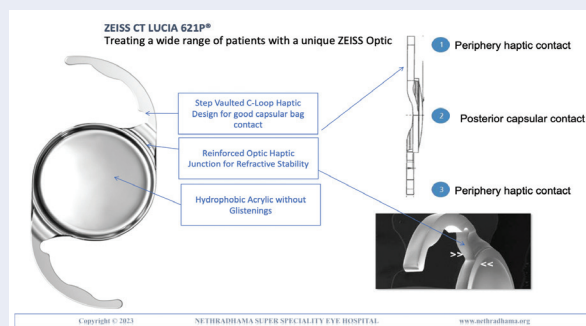 ZEISS CT LUCIA 621P®
Treating a wide range of patients with a unique ZEISS Optic
Step Vaulted C-Loop Haptic
Design for good capsular bag
contact
Reinforced Optic Haptic
Junction for Refractive Stability
Hydrophobic Acrylic without
Glistenings
1 Periphery haptic contact
2 Posterior capsular contact
3 Periphery haptic contact
>>
<<
Copyright © 2023 NETHRADHAMA SUPER SPECIALITY EYE HOSPITAL www.nethradhama.org